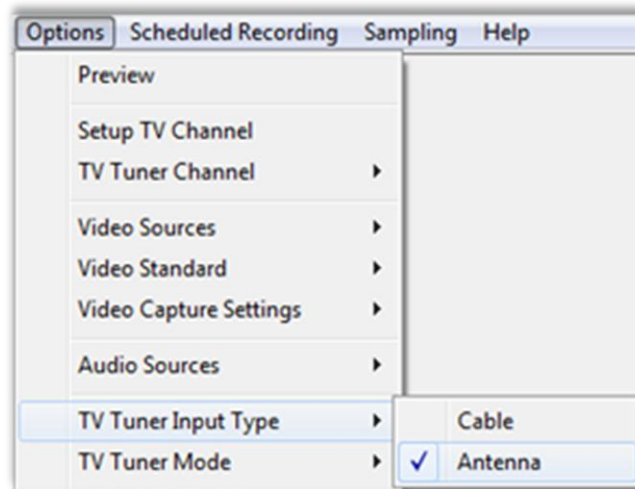 Options Scheduled Recording Sampling Help
Preview
Setup TV Channel
TV Tuner Channel
Video Sources
Video Standard
Video Capture Settings
Audio Sources
TV Tuner Input Type
Cable
TV Tuner Mode
Antenna